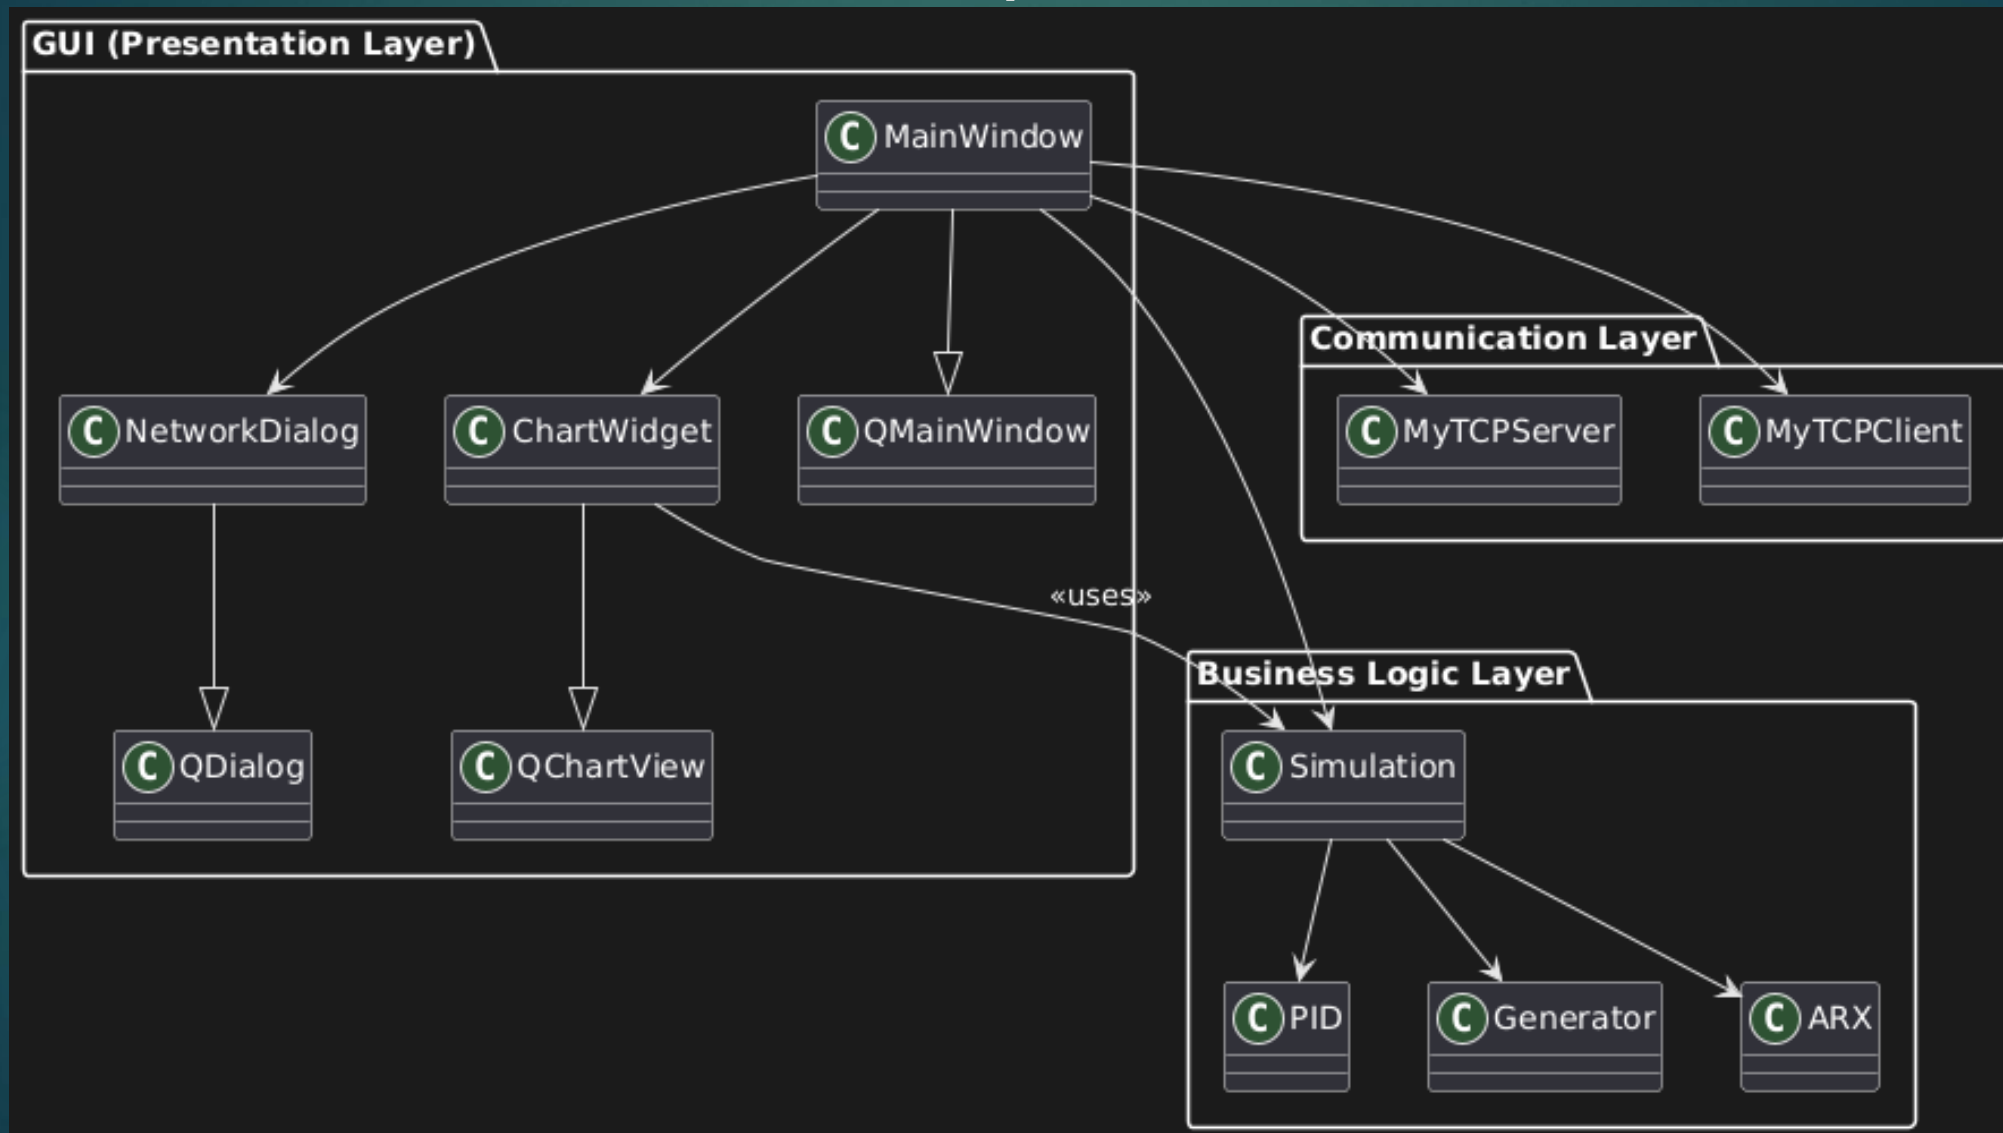 GUI (Presentation Layer)
C MainWindow
Communication Layer
C NetworkDialog
C ChartWidget
C QMainWindow
C MyTCPServer
C MyTCPClient
«uses»
Business Logic Layer
C QDialog
C QChartView
C Simulation
C PID
C Generator
C ARX